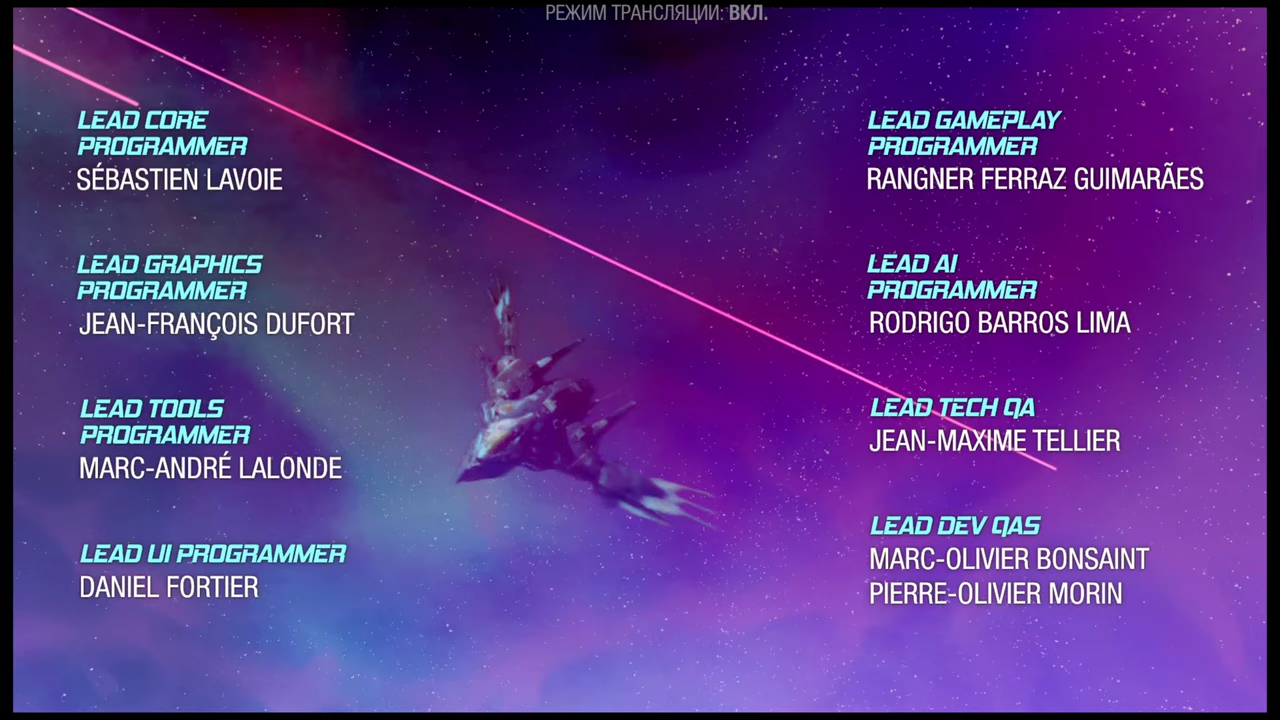 РЕЖИМ ТРАНСЛЯЦИИ: ВКЛ.
LEAD CORE
PROGRAMMER
SÉBASTIEN LAVOIE
LEAD GRAPHICS
PROGRAMMER
JEAN-FRANÇOIS DUFORT
LEAD TOOLS
PROGRAMMER
MARC-ANDRÉ LALONDE
LEAD UI PROGRAMMER
DANIEL FORTIER
LEAD GAMEPLAY
PROGRAMMER
RANGNER FERRAZ GUIMARÃES
LEAD AI
PROGRAMMER
RODRIGO BARROS LIMA
LEAD TECH QA
JEAN-MAXIME TELLIER
LEAD DEV QAS
MARC-OLIVIER BONSAINT
PIERRE-OLIVIER MORIN